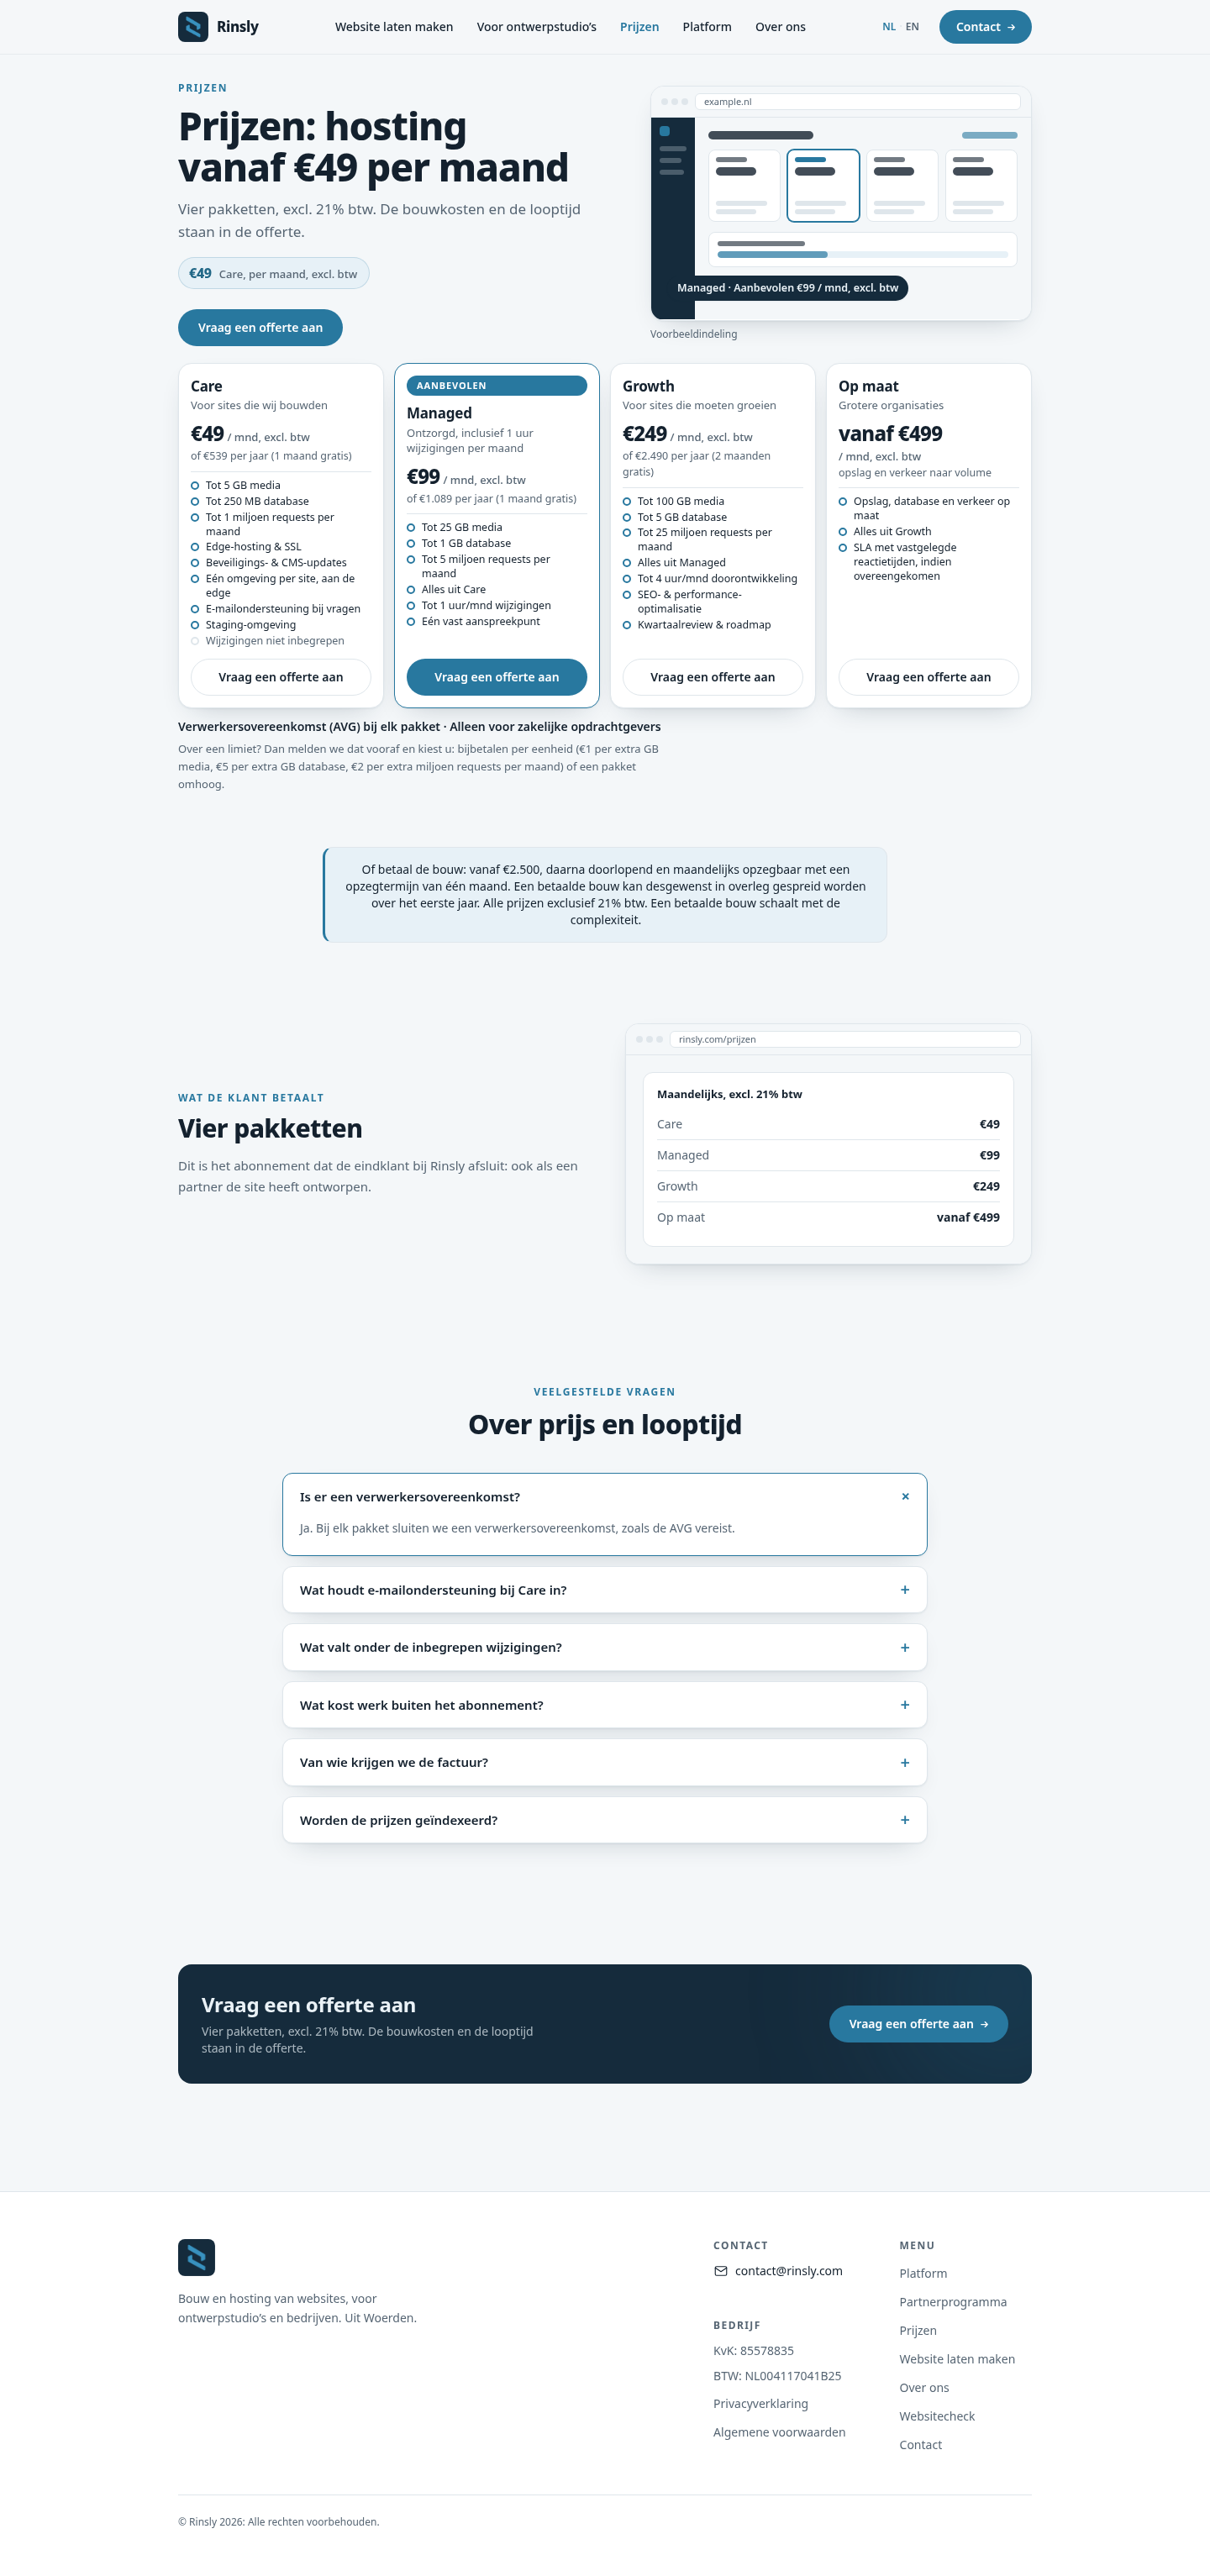 Rinsly
Website laten maken
Voor ontwerpstudio’s
Prijzen
Platform
Over ons
NL
EN
Contact →
PRIJZEN
Prijzen: hosting
vanaf €49 per maand
Vier pakketten, excl. 21% btw. De bouwkosten en de looptijd
staan in de offerte.
€49 Care, per maand, excl. btw
Vraag een offerte aan
example.nl
Managed · Aanbevolen €99 / mnd, excl. btw
Voorbeeldindeling
Care
Voor sites die wij bouwden
€49 / mnd, excl. btw
of €539 per jaar (1 maand gratis)
Tot 5 GB media
Tot 250 MB database
Tot 1 miljoen requests per
maand
Edge-hosting & SSL
Beveiligings- & CMS-updates
Eén omgeving per site, aan de
edge
E-mailondersteuning bij vragen
Staging-omgeving
Wijzigingen niet inbegrepen
Vraag een offerte aan
AANBEVOLEN
Managed
Ontzorgd, inclusief 1 uur
wijzigingen per maand
€99 / mnd, excl. btw
of €1.089 per jaar (1 maand gratis)
Tot 25 GB media
Tot 1 GB database
Tot 5 miljoen requests per
maand
Alles uit Care
Tot 1 uur/mnd wijzigingen
Eén vast aanspreekpunt
Vraag een offerte aan
Growth
Voor sites die moeten groeien
€249 / mnd, excl. btw
of €2.490 per jaar (2 maanden
gratis)
Tot 100 GB media
Tot 5 GB database
Tot 25 miljoen requests per
maand
Alles uit Managed
Tot 4 uur/mnd doorontwikkeling
SEO- & performance-
optimalisatie
Kwartaalreview & roadmap
Vraag een offerte aan
Op maat
Grotere organisaties
vanaf €499
/ mnd, excl. btw
opslag en verkeer naar volume
Opslag, database en verkeer op
maat
Alles uit Growth
SLA met vastgelegde
reactietijden, indien
overeengekomen
Vraag een offerte aan
Verwerkersovereenkomst (AVG) bij elk pakket · Alleen voor zakelijke opdrachtgevers
Over een limiet? Dan melden we dat vooraf en kiest u: bijbetalen per eenheid (€1 per extra GB
media, €5 per extra GB database, €2 per extra miljoen requests per maand) of een pakket
omhoog.
Of betaal de bouw: vanaf €2.500, daarna doorlopend en maandelijks opzegbaar met een
opzegtermijn van één maand. Een betaalde bouw kan desgewenst in overleg gespreid worden
over het eerste jaar. Alle prijzen exclusief 21% btw. Een betaalde bouw schaalt met de
complexiteit.
WAT DE KLANT BETAALT
Vier pakketten
Dit is het abonnement dat de eindklant bij Rinsly afsluit: ook als een
partner de site heeft ontworpen.
rinsly.com/prijzen
Maandelijks, excl. 21% btw
Care €49
Managed €99
Growth €249
Op maat vanaf €499
VEELGESTELDE VRAGEN
Over prijs en looptijd
Is er een verwerkersovereenkomst? ×
Ja. Bij elk pakket sluiten we een verwerkersovereenkomst, zoals de AVG vereist.
Wat houdt e-mailondersteuning bij Care in? +
Wat valt onder de inbegrepen wijzigingen? +
Wat kost werk buiten het abonnement? +
Van wie krijgen we de factuur? +
Worden de prijzen geïndexeerd? +
Vraag een offerte aan
Vier pakketten, excl. 21% btw. De bouwkosten en de looptijd
staan in de offerte.
Vraag een offerte aan →
Bouw en hosting van websites, voor
ontwerpstudio’s en bedrijven. Uit Woerden.
CONTACT
contact@rinsly.com
BEDRIJF
KvK: 85578835
BTW: NL004117041B25
Privacyverklaring
Algemene voorwaarden
MENU
Platform
Partnerprogramma
Prijzen
Website laten maken
Over ons
Websitecheck
Contact
© Rinsly 2026: Alle rechten voorbehouden.